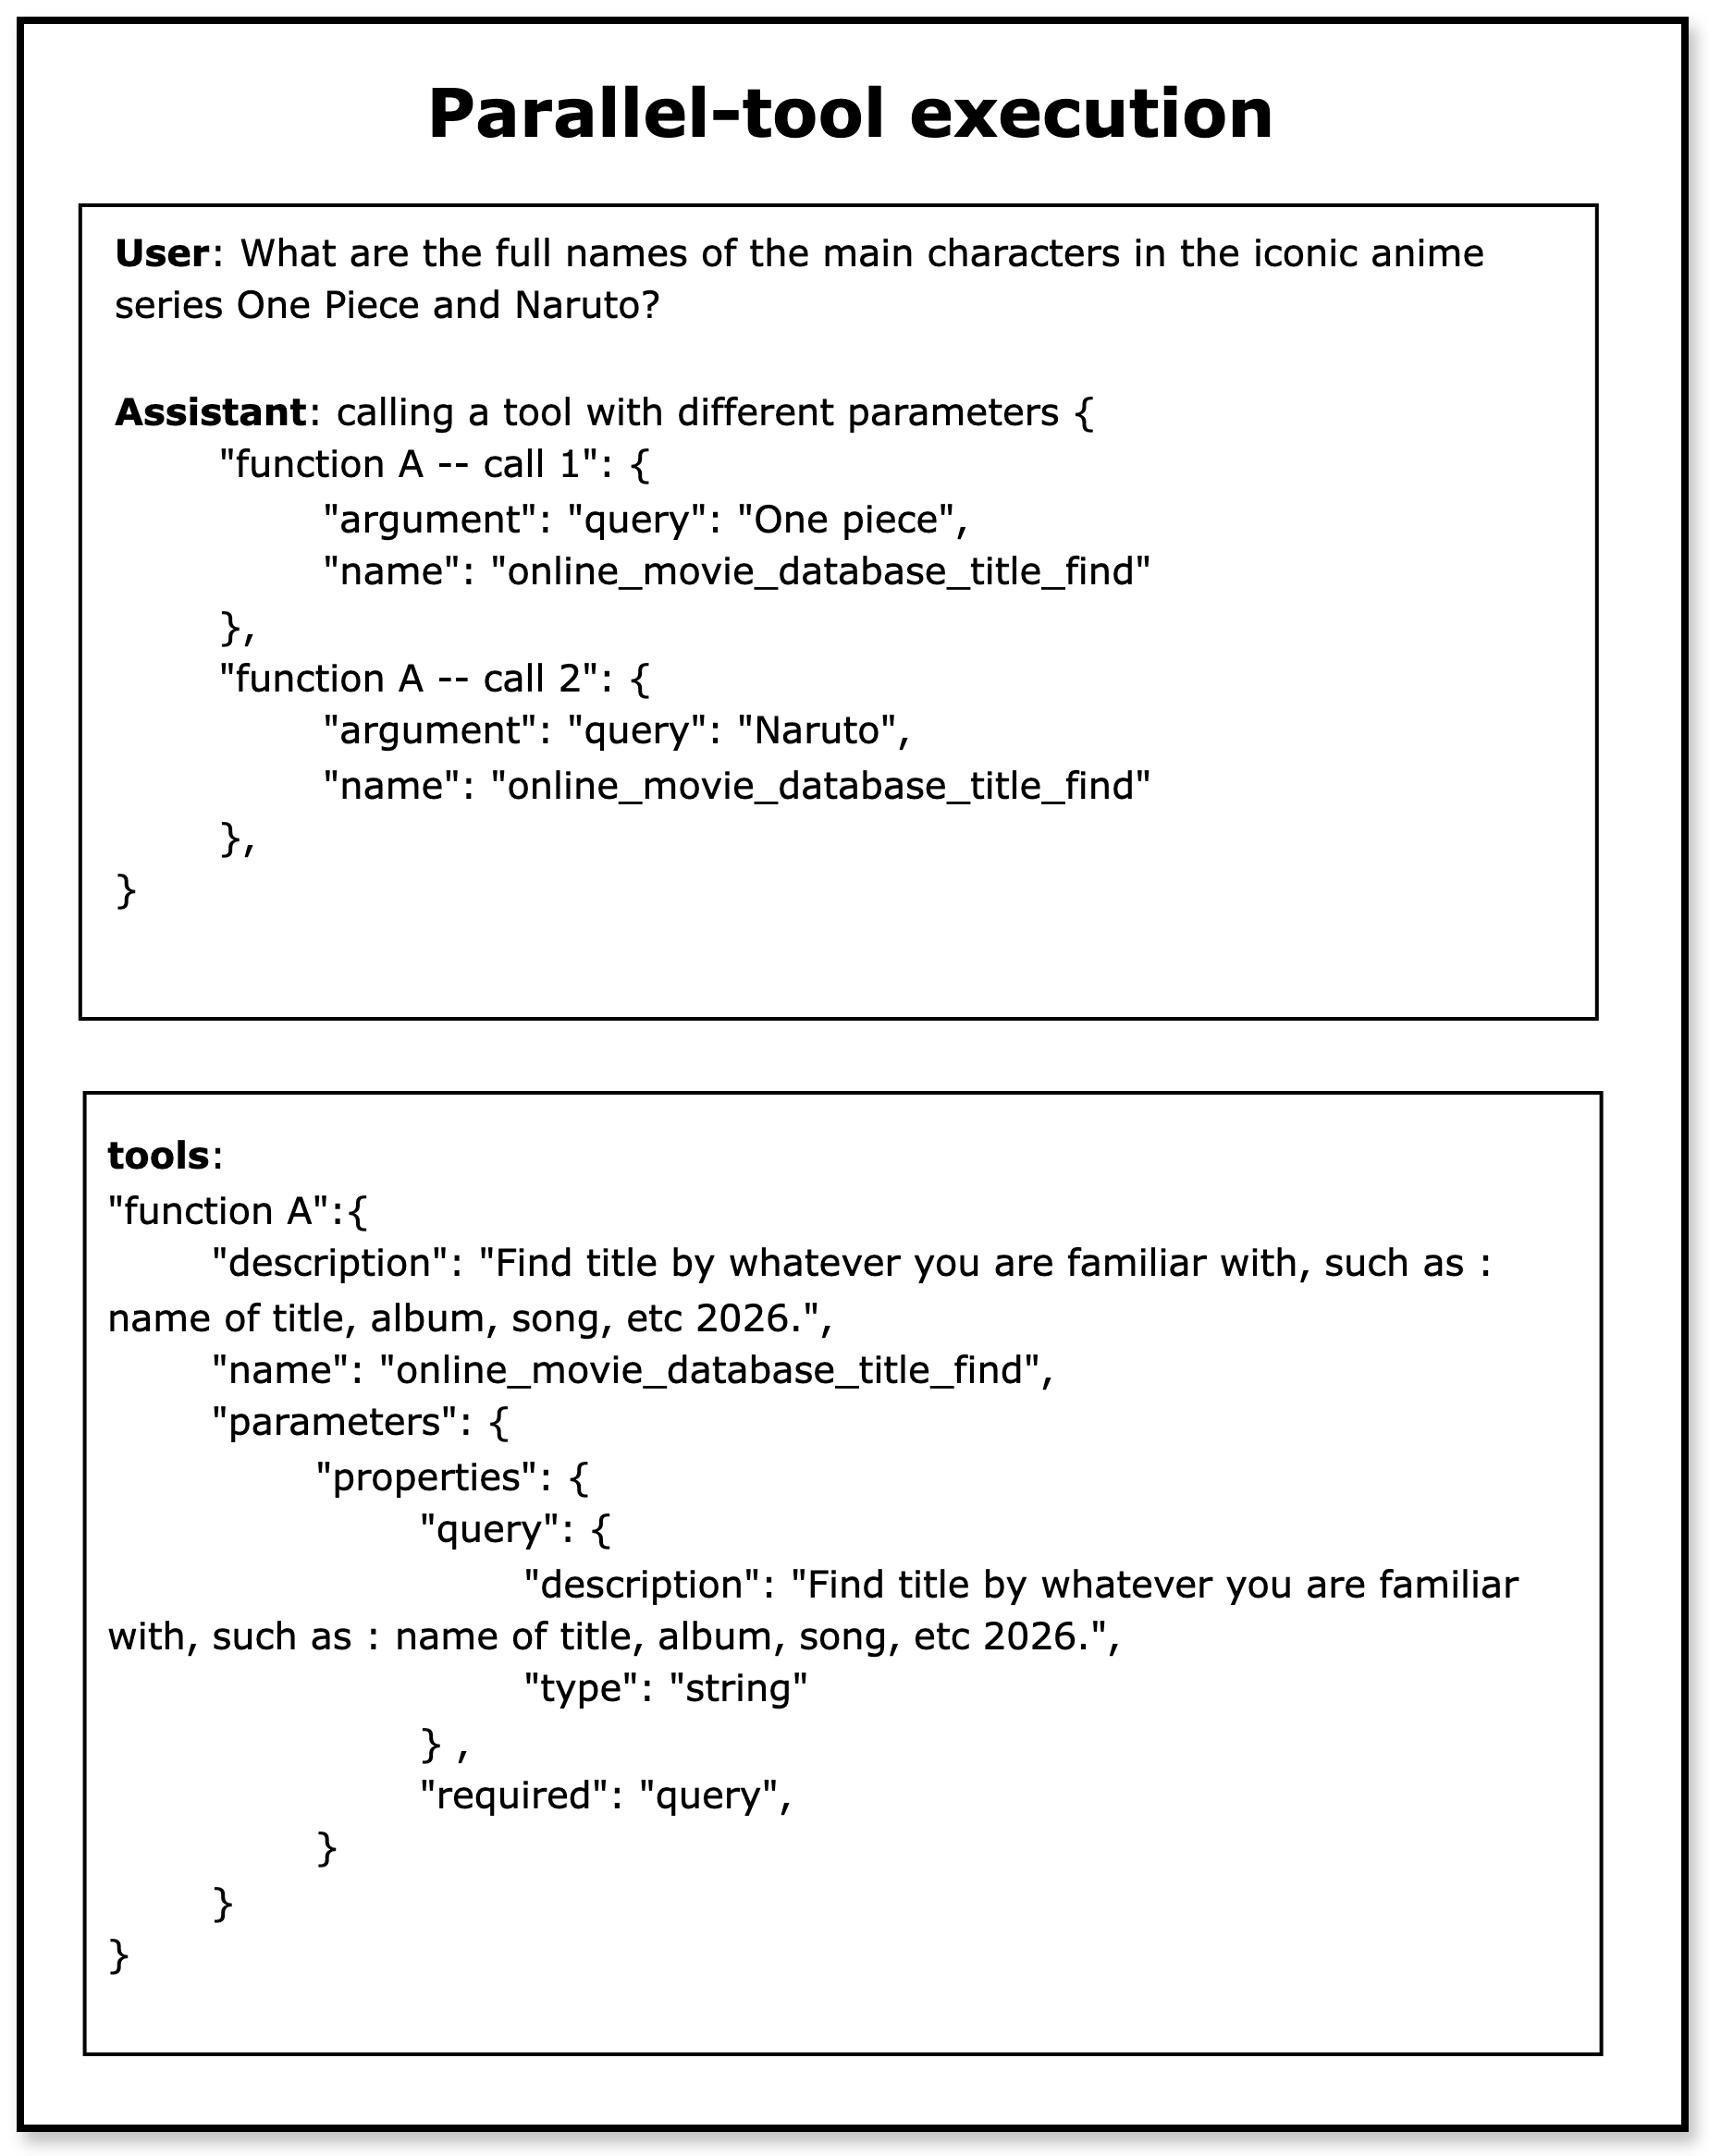 Parallel-tool execution
User: What are the full names of the main characters in the iconic anime
series One Piece and Naruto?
Assistant: calling a tool with different parameters {
"function A -- call 1": {
"argument": "query": "One piece",
"name": "online_movie_database_title_find"
},
"function A -- call 2": {
"argument": "query": "Naruto",
"name": "online_movie_database_title_find"
},
}
tools:
"function A":{
"description": "Find title by whatever you are familiar with, such as :
name of title, album, song, etc 2026.",
"name": "online_movie_database_title_find",
"parameters": {
"properties": {
"query": {
"description": "Find title by whatever you are familiar
with, such as : name of title, album, song, etc 2026.",
"type": "string"
} ,
"required": "query",
}
}
}